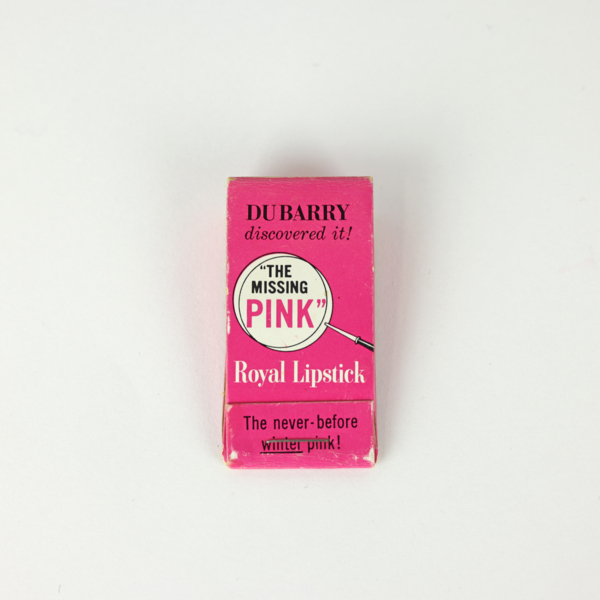 DU BARRY
discovered it!
"THE
MISSING
PINK"
Royal Lipstick
The never-before
winter pink!